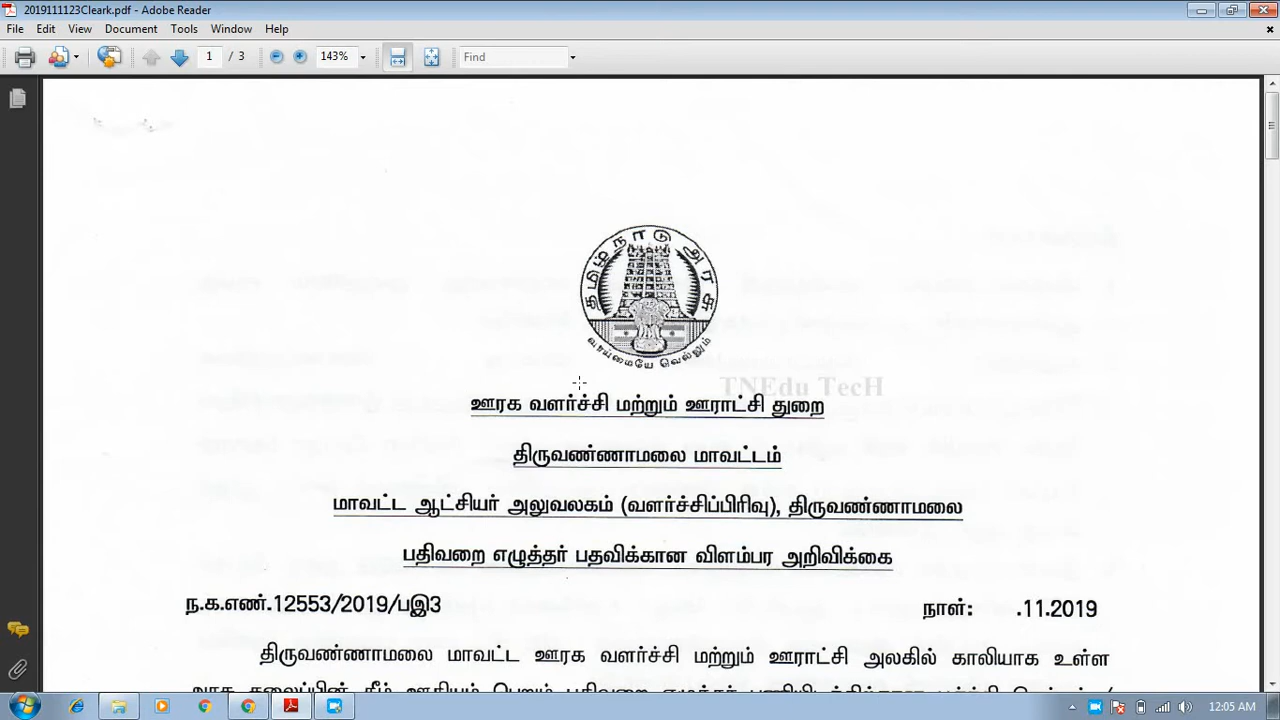 2019111123Cleark.pdf - Adobe Reader
File Edit View Document Tools Window Help
1 / 3 143% Find
தமிழ்நாடு அரசு
வாய்மையே வெல்லும்
TNEdu TecH
ஊரக வளர்ச்சி மற்றும் ஊராட்சி துறை
திருவண்ணாமலை மாவட்டம்
மாவட்ட ஆட்சியர் அலுவலகம் (வளர்ச்சிப்பிரிவு), திருவண்ணாமலை
பதிவறை எழுத்தர் பதவிக்கான விளம்பர அறிவிக்கை
ந.க.எண்.12553/2019/பஇ3 நாள்: .11.2019
திருவண்ணாமலை மாவட்ட ஊரக வளர்ச்சி மற்றும் ஊராட்சி அலகில் காலியாக உள்ள
12:05 AM